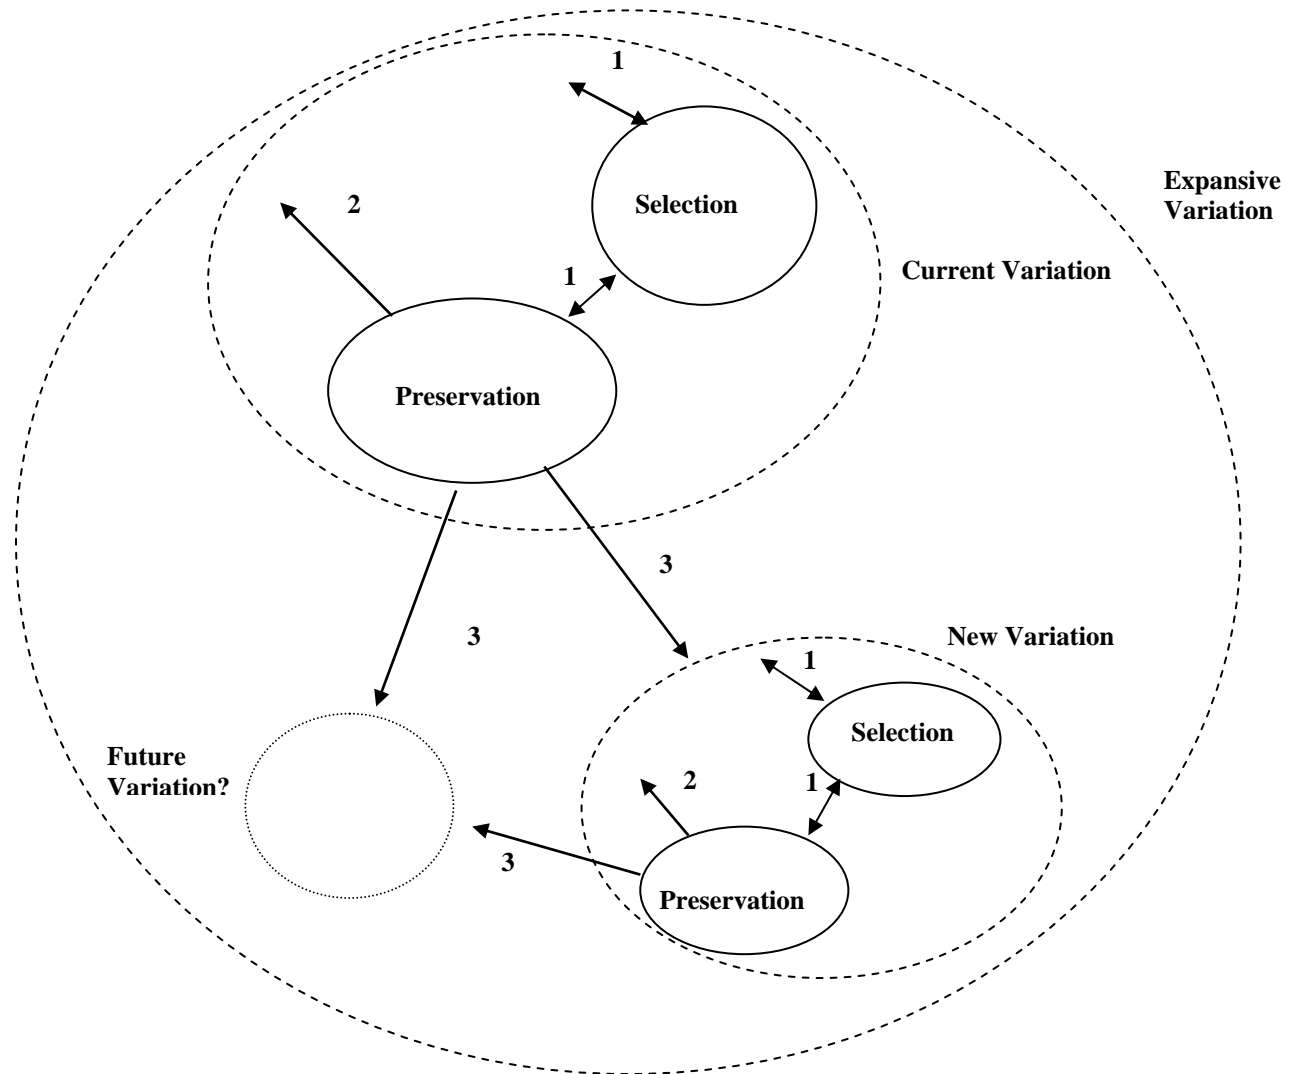 1
Expansive
Variation
2
Selection
Current Variation
1
Preservation
3
3
New Variation
1
Selection
Future
Variation?
2
1
3
Preservation